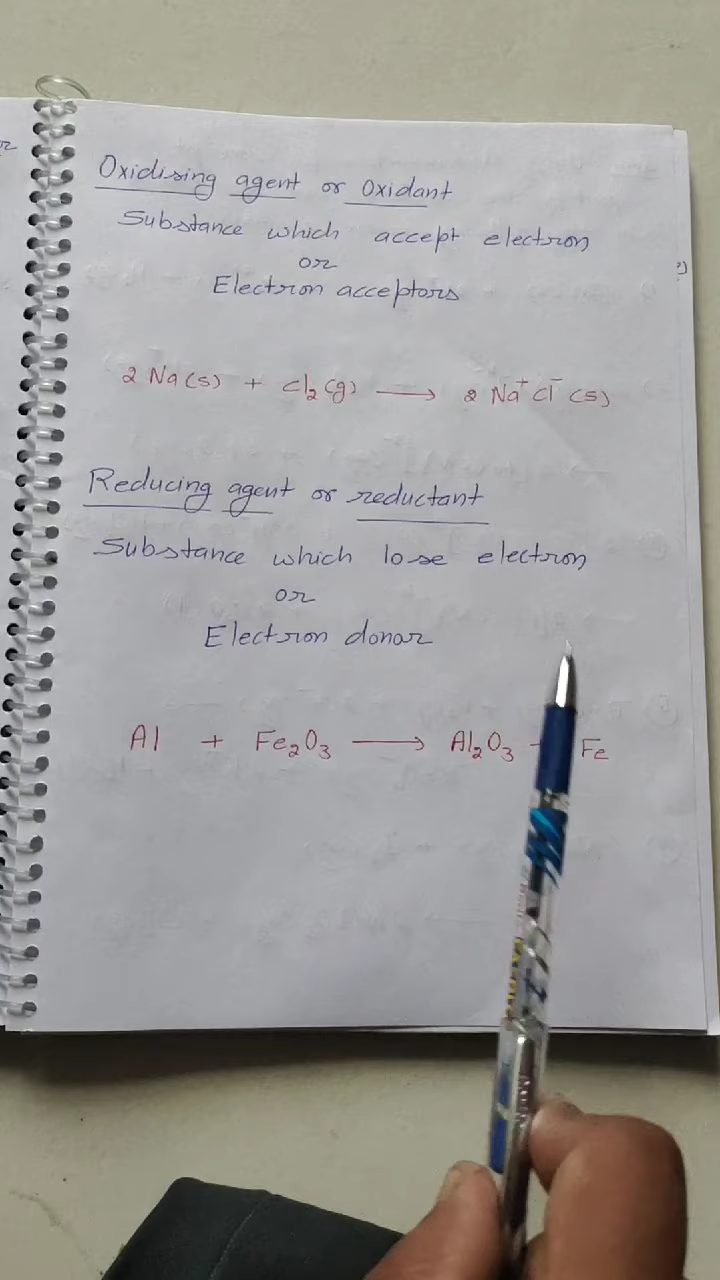 Oxidising agent or Oxidant
Substance which accept electron
or
Electron acceptors
2 Na(s) + Cl₂(g) → 2 Na⁺Cl⁻(s)
Reducing agent or reductant
Substance which lose electron
or
Electron donar
Al + Fe₂O₃ → Al₂O₃ + Fe